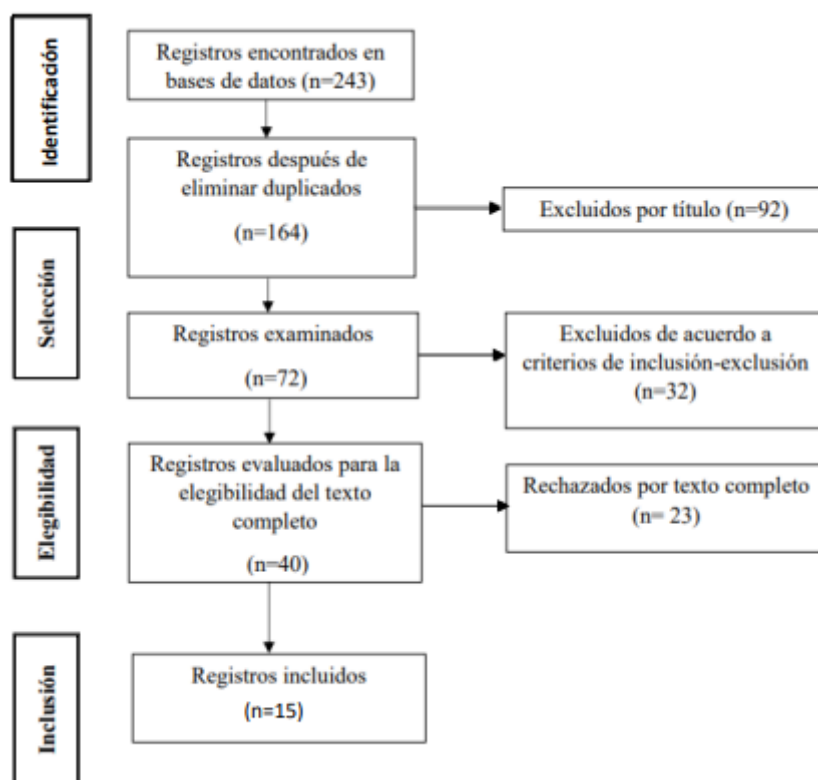 Identificación
Registros encontrados en
bases de datos (n=243)
Registros después de
eliminar duplicados
(n=164)
Excluidos por título (n=92)
Selección
Registros examinados
(n=72)
Excluidos de acuerdo a
criterios de inclusión-exclusión
(n=32)
Elegibilidad
Registros evaluados para la
elegibilidad del texto
completo
(n=40)
Rechazados por texto completo
(n= 23)
Inclusión
Registros incluidos
(n=15)